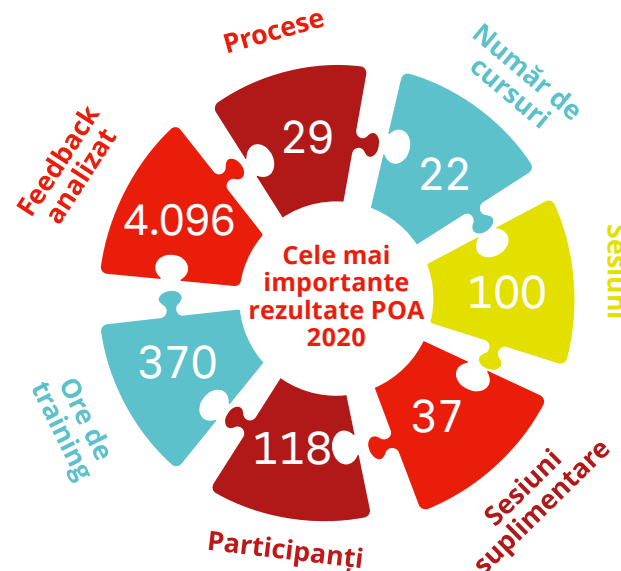 Procese
29
Număr de
cursuri
22
Sesiuni
100
Sesiuni
suplimentare
37
Participanți
118
Ore de
training
370
Feedback
analizat
4.096
Cele mai
importante
rezultate POA
2020